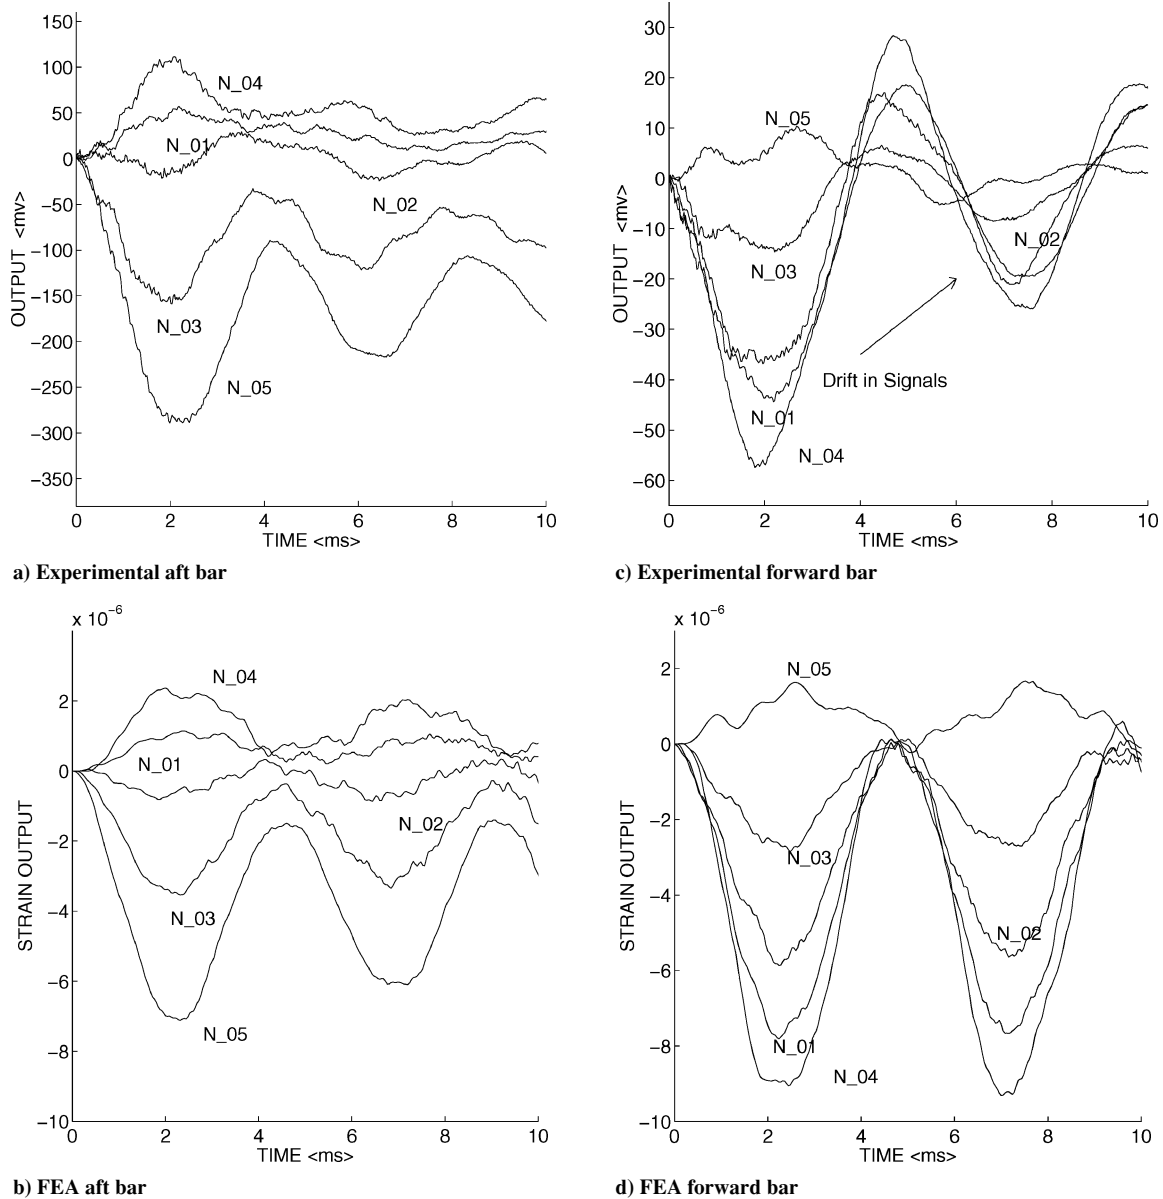 150
100
50
0
−50
−100
−150
−200
−250
−300
−350
OUTPUT <mv>
N_04
N_01
N_02
N_03
N_05
0 2 4 6 8 10
TIME <ms>
a) Experimental aft bar
30
20
10
0
−10
−20
−30
−40
−50
−60
OUTPUT <mv>
N_05
N_02
N_03
Drift in Signals
N_01
N_04
0 2 4 6 8 10
TIME <ms>
c) Experimental forward bar
x 10⁻⁶
2
0
−2
−4
−6
−8
−10
STRAIN OUTPUT
N_04
N_01
N_02
N_03
N_05
0 2 4 6 8 10
TIME <ms>
b) FEA aft bar
x 10⁻⁶
2
0
−2
−4
−6
−8
−10
STRAIN OUTPUT
N_05
N_03
N_02
N_01
N_04
0 2 4 6 8 10
TIME <ms>
d) FEA forward bar